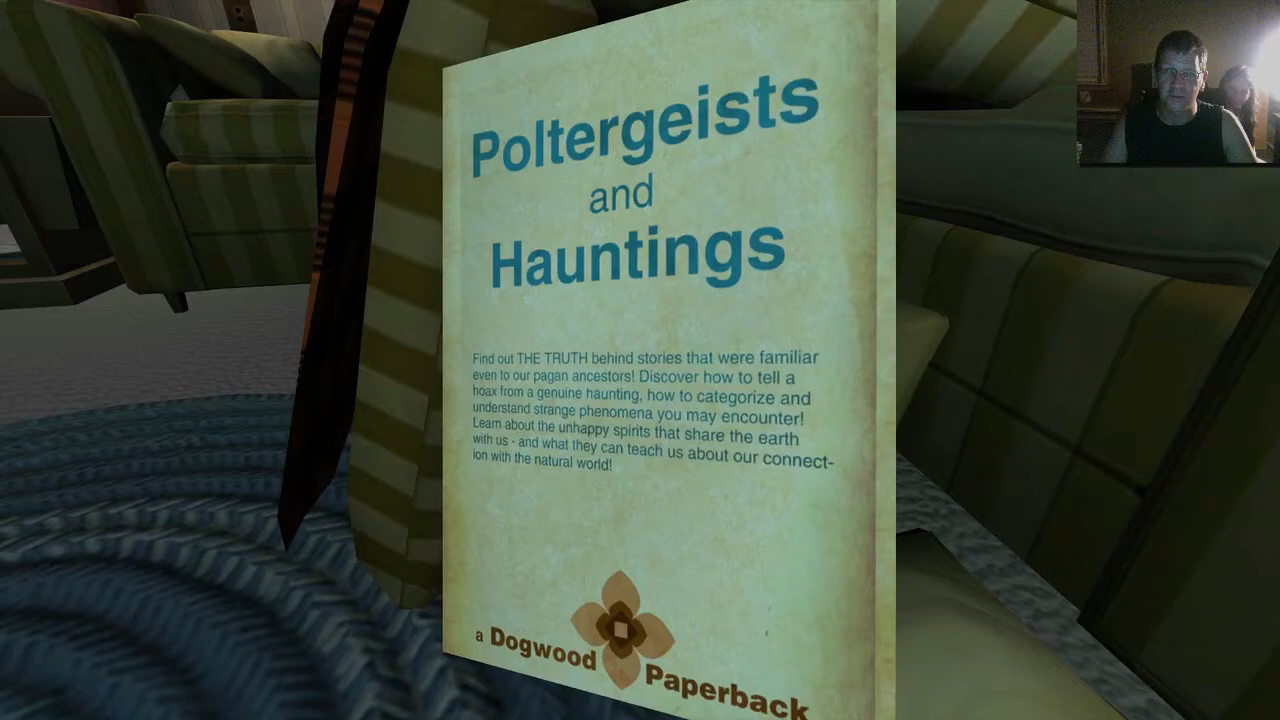 Poltergeists
and
Hauntings
Find out THE TRUTH behind stories that were familiar
even to our pagan ancestors! Discover how to tell a
hoax from a genuine haunting, how to categorize and
understand strange phenomena you may encounter!
Learn about the unhappy spirits that share the earth
with us - and what they can teach us about our connect-
ion with the natural world!
a Dogwood Paperback